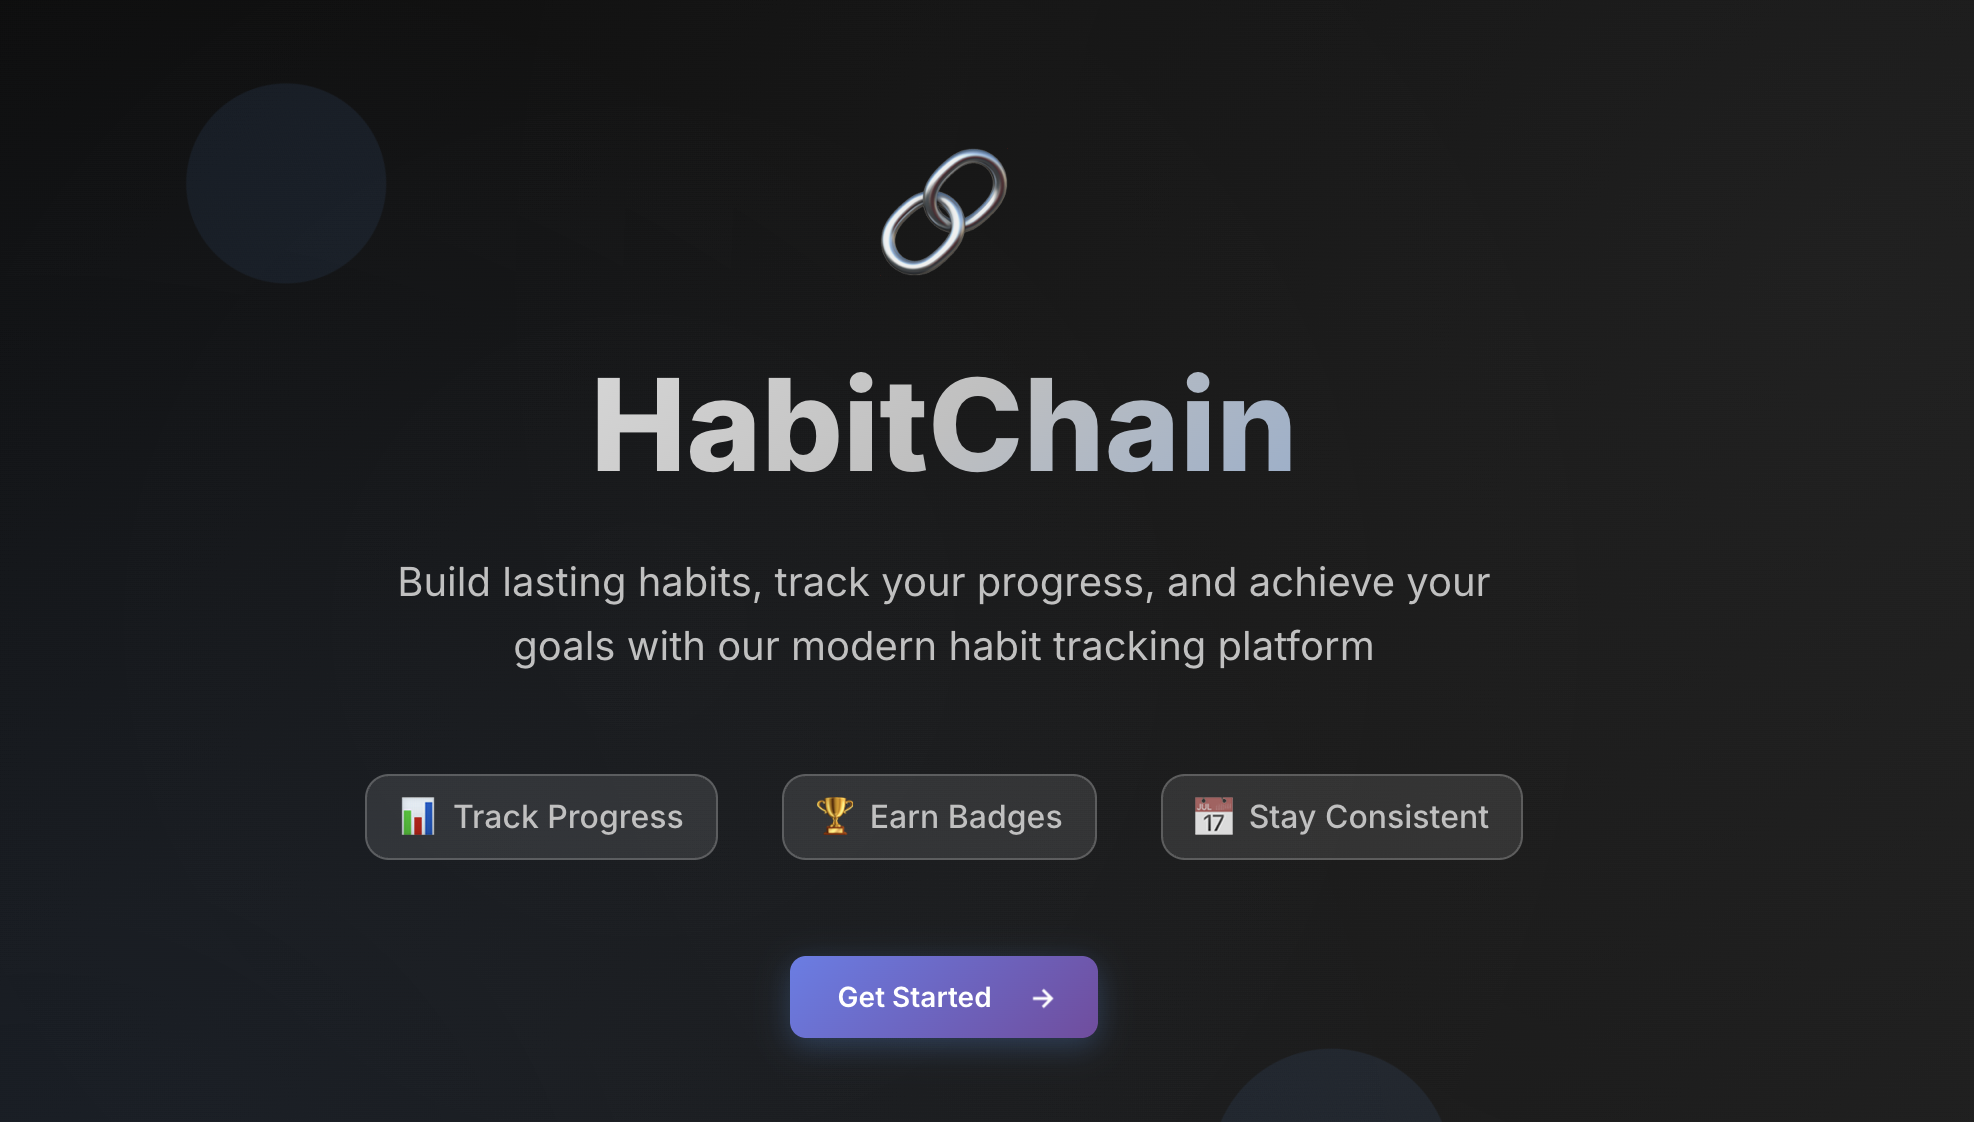 HabitChain
Build lasting habits, track your progress, and achieve your
goals with our modern habit tracking platform
Track Progress
Earn Badges
JUL
17
Stay Consistent
Get Started →